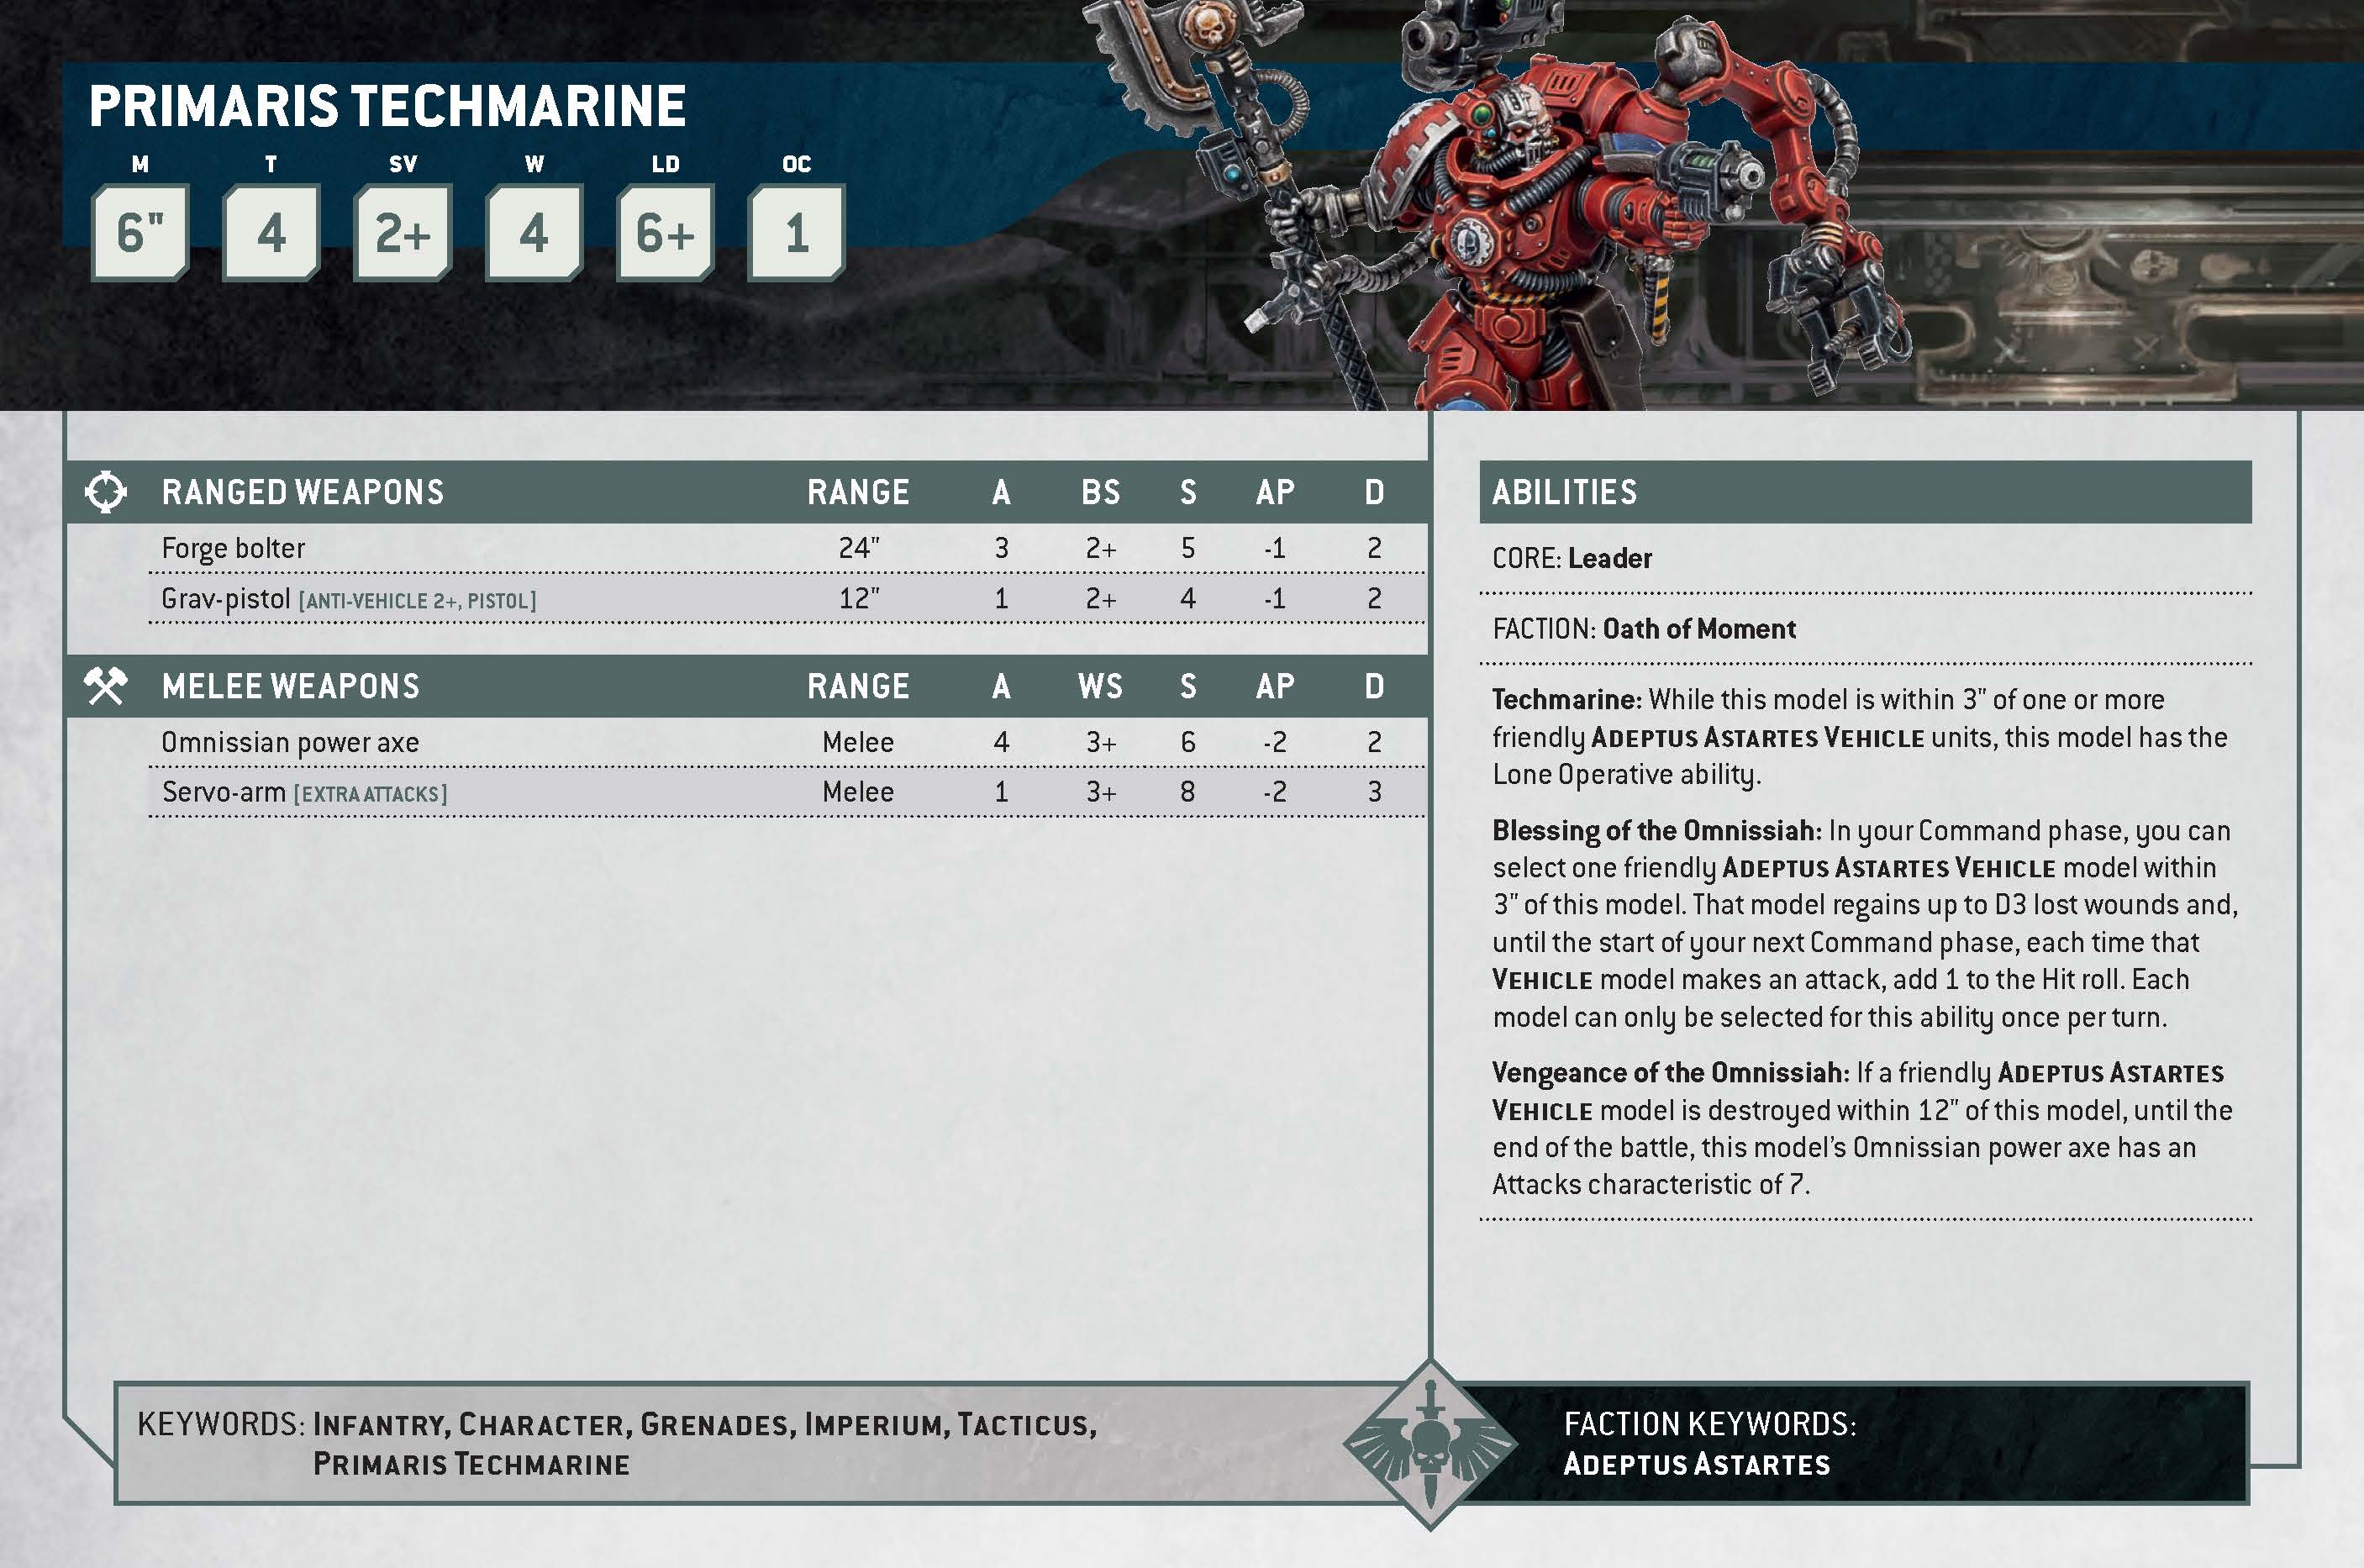 PRIMARIS TECHMARINE
M T SV W LD OC
6" 4 2+ 4 6+ 1
RANGED WEAPONS RANGE A BS S AP D
Forge bolter 24" 3 2+ 5 -1 2
Grav-pistol [ANTI-VEHICLE 2+, PISTOL] 12" 1 2+ 4 -1 2
MELEE WEAPONS RANGE A WS S AP D
Omnissian power axe Melee 4 3+ 6 -2 2
Servo-arm [EXTRA ATTACKS] Melee 1 3+ 8 -2 3
ABILITIES
CORE: Leader
FACTION: Oath of Moment
Techmarine: While this model is within 3" of one or more
friendly ADEPTUS ASTARTES VEHICLE units, this model has the
Lone Operative ability.
Blessing of the Omnissiah: In your Command phase, you can
select one friendly ADEPTUS ASTARTES VEHICLE model within
3" of this model. That model regains up to D3 lost wounds and,
until the start of your next Command phase, each time that
VEHICLE model makes an attack, add 1 to the Hit roll. Each
model can only be selected for this ability once per turn.
Vengeance of the Omnissiah: If a friendly ADEPTUS ASTARTES
VEHICLE model is destroyed within 12" of this model, until the
end of the battle, this model's Omnissian power axe has an
Attacks characteristic of 7.
KEYWORDS: INFANTRY, CHARACTER, GRENADES, IMPERIUM, TACTICUS,
PRIMARIS TECHMARINE
FACTION KEYWORDS:
ADEPTUS ASTARTES